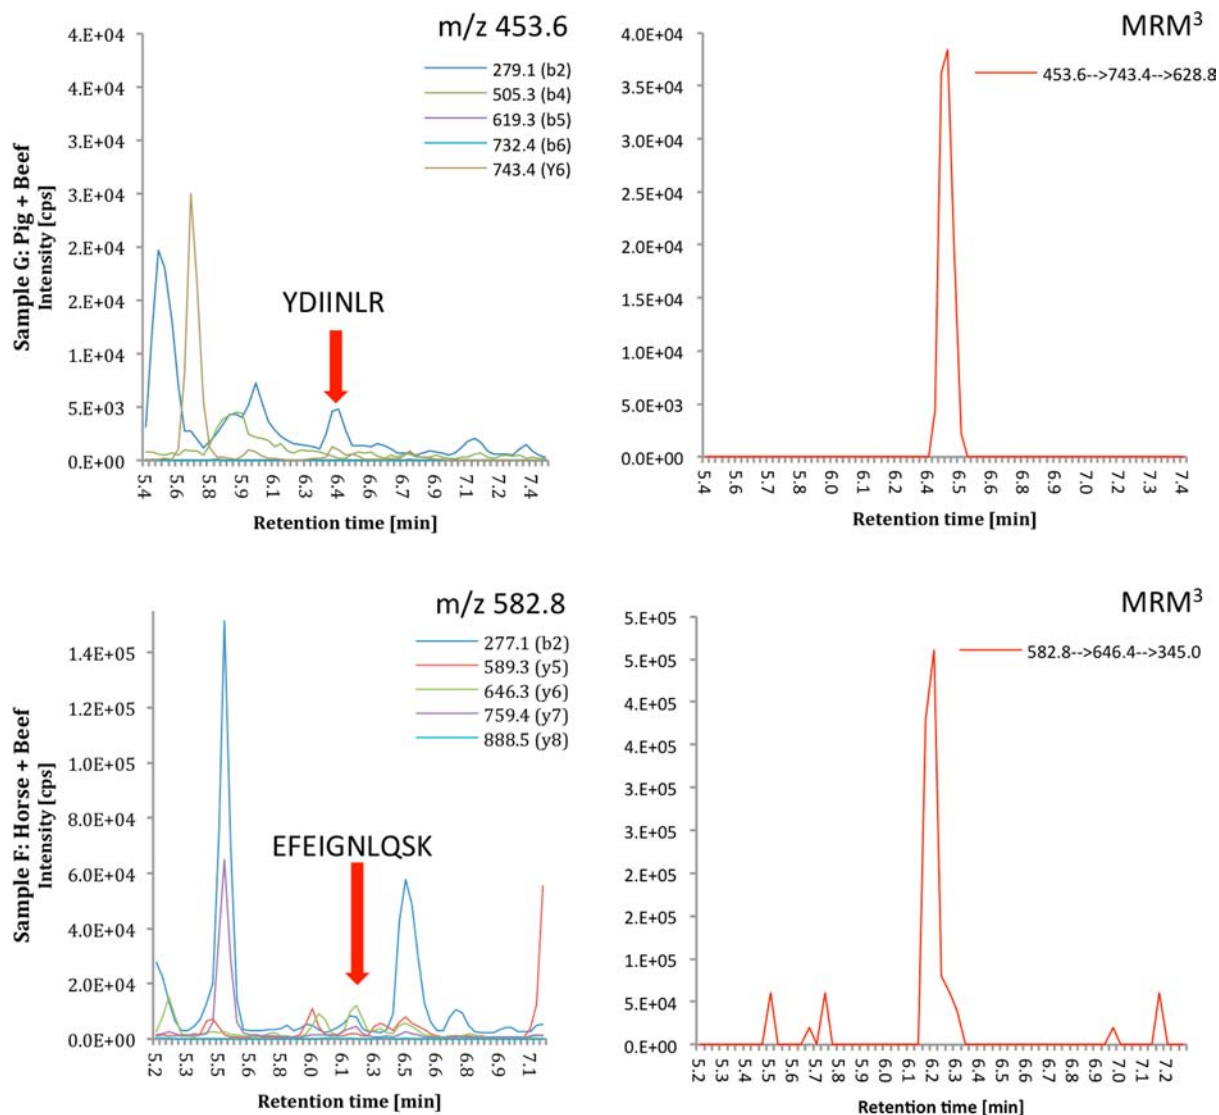 m/z 453.6
4.E+04
4.E+04
3.E+04
3.E+04
2.E+04
2.E+04
1.E+04
5.E+03
0.E+00
279.1 (b2)
505.3 (b4)
619.3 (b5)
732.4 (b6)
743.4 (Y6)
YDIINLR
Sample G: Pig + Beef
Intensity [cps]
5.4 5.6 5.8 5.9 6.1 6.3 6.4 6.6 6.7 6.9 7.1 7.2 7.4
Retention time [min]
MRM³
4.0E+04
3.5E+04
3.0E+04
2.5E+04
2.0E+04
1.5E+04
1.0E+04
5.0E+03
0.0E+00
453.6-->743.4-->628.8
5.4 5.6 5.7 5.8 6.0 6.1 6.2 6.4 6.5 6.6 6.8 6.9 7.0 7.2 7.3 7.4
Retention time [min]
m/z 582.8
1.4E+05
1.2E+05
1.0E+05
8.0E+04
6.0E+04
4.0E+04
2.0E+04
0.0E+00
277.1 (b2)
589.3 (y5)
646.3 (y6)
759.4 (y7)
888.5 (y8)
EFEIGNLQSK
Sample F: Horse + Beef
Intensity [cps]
5.2 5.3 5.5 5.6 5.8 6.0 6.1 6.3 6.4 6.6 6.8 6.9 7.1
Retention time [min]
MRM³
5.E+05
5.E+05
4.E+05
4.E+05
3.E+05
3.E+05
2.E+05
2.E+05
1.E+05
5.E+04
0.E+00
582.8-->646.4-->345.0
5.2 5.3 5.5 5.6 5.7 5.8 6.0 6.1 6.2 6.4 6.5 6.6 6.7 6.9 7.0 7.1 7.2
Retention time [min]